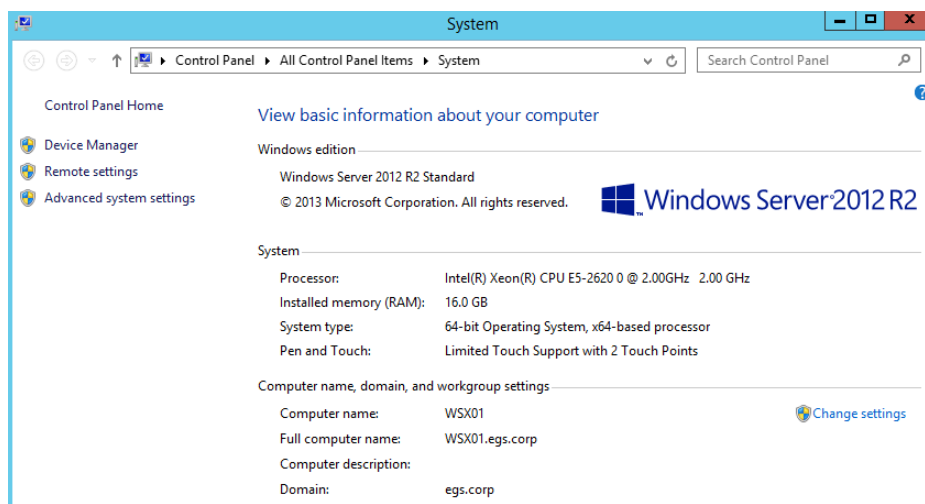 System
Control Panel All Control Panel Items System Search Control Panel
Control Panel Home
View basic information about your computer
Device Manager
Windows edition
Remote settings
Windows Server 2012 R2 Standard
Advanced system settings
© 2013 Microsoft Corporation. All rights reserved.
Windows Server 2012 R2
System
Processor: Intel(R) Xeon(R) CPU E5-2620 0 @ 2.00GHz 2.00 GHz
Installed memory (RAM): 16.0 GB
System type: 64-bit Operating System, x64-based processor
Pen and Touch: Limited Touch Support with 2 Touch Points
Computer name, domain, and workgroup settings
Computer name: WSX01 Change settings
Full computer name: WSX01.egs.corp
Computer description:
Domain: egs.corp